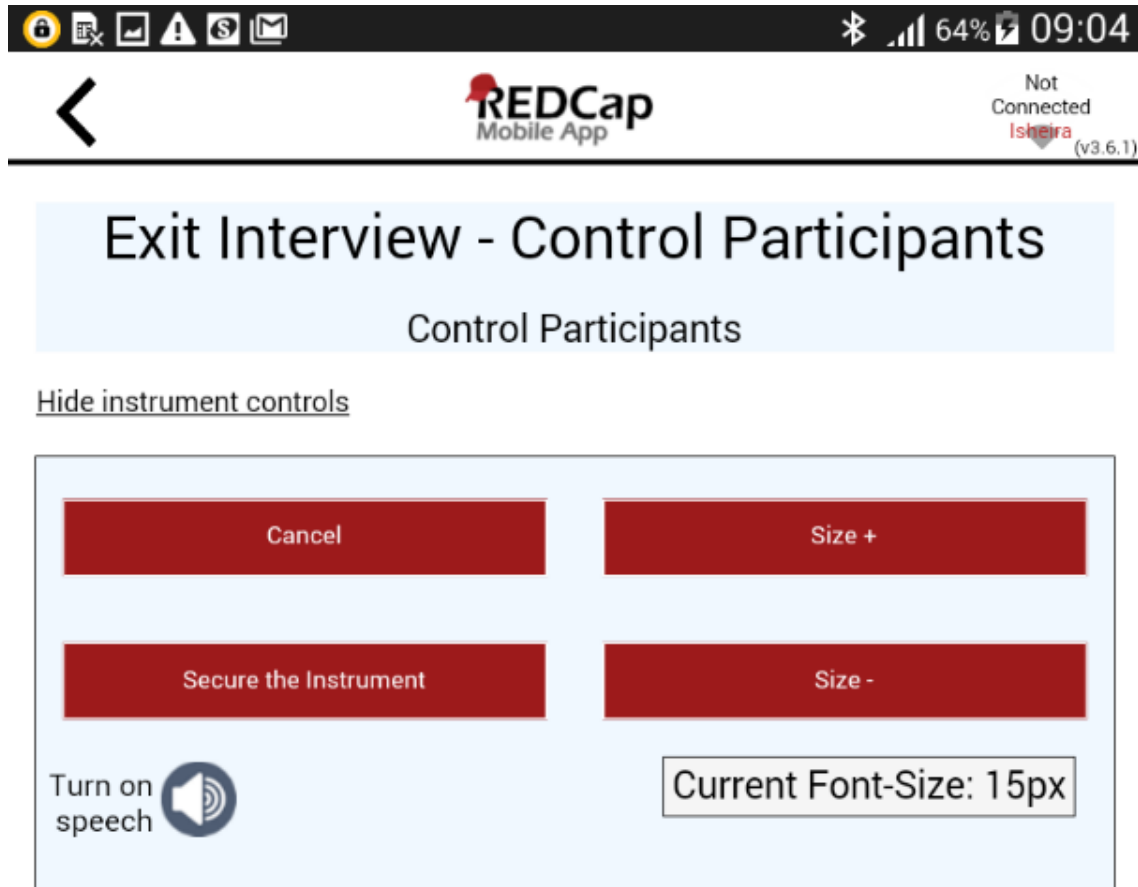 64% 09:04
REDCap
Mobile App
Not
Connected
Isheira
(v3.6.1)
Exit Interview - Control Participants
Control Participants
Hide instrument controls
Cancel
Size +
Secure the Instrument
Size -
Turn on
speech
Current Font-Size: 15px